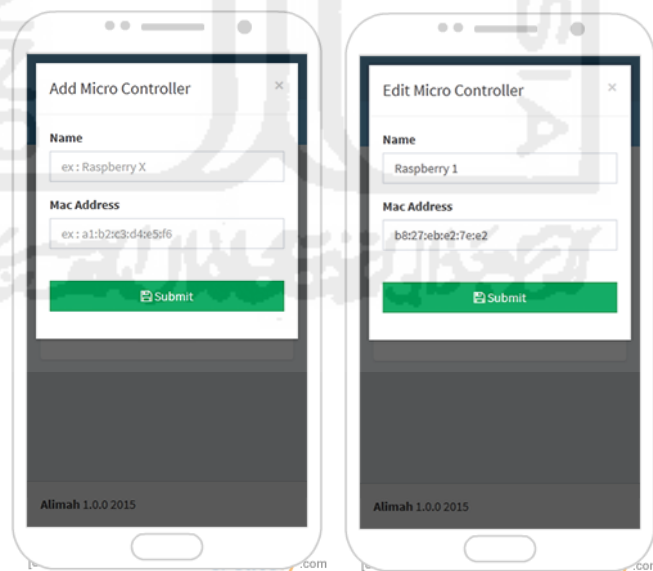 Add Micro Controller ×
Name
ex : Raspberry X
Mac Address
ex : a1:b2:c3:d4:e5:f6
Submit
Alimah 1.0.0 2015
.com
Edit Micro Controller ×
Name
Raspberry 1
Mac Address
b8:27:eb:e2:7e:e2
Submit
Alimah 1.0.0 2015
.com